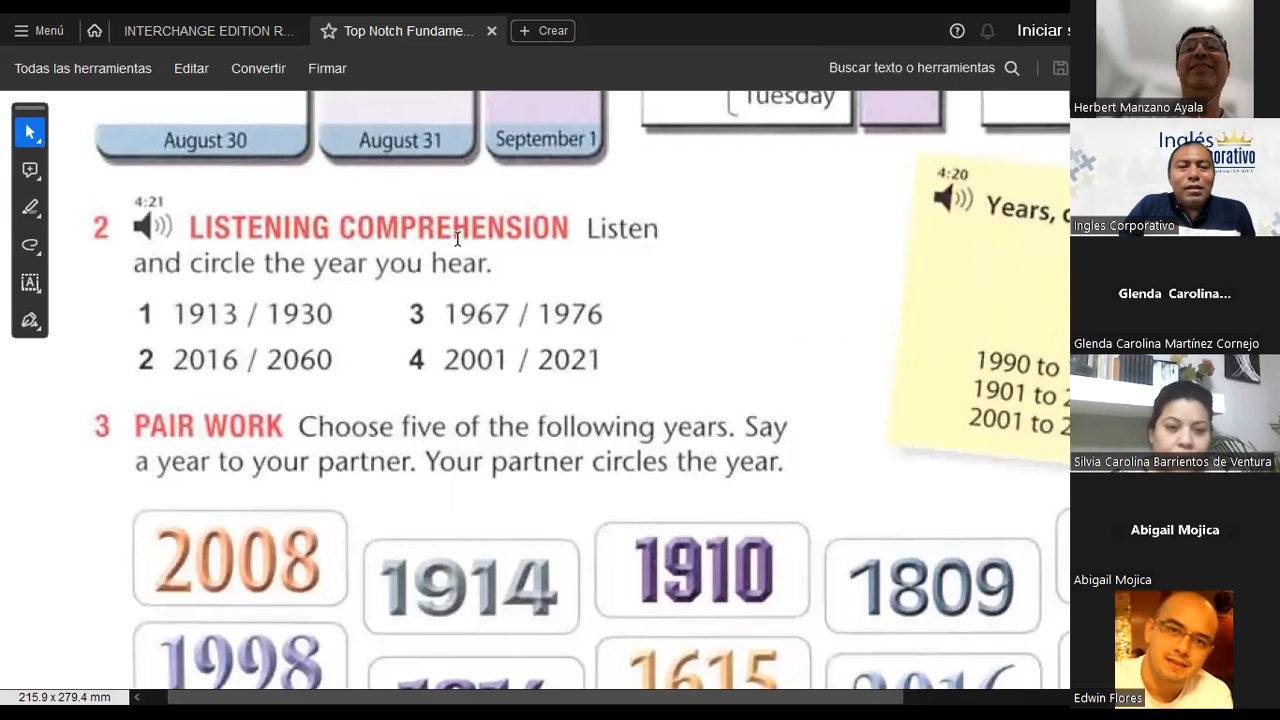 Menú
INTERCHANGE EDITION R...
Top Notch Fundame...
Crear
Iniciar s
Todas las herramientas
Editar
Convertir
Firmar
Buscar texto o herramientas
Tuesday
August 30
August 31
September 1
4:21
2 LISTENING COMPREHENSION Listen
and circle the year you hear.
1 1913 / 1930
3 1967 / 1976
2 2016 / 2060
4 2001 / 2021
4:20
Years,
1990 to
1901 to
2001 to
3 PAIR WORK Choose five of the following years. Say
a year to your partner. Your partner circles the year.
2008
1914
1910
1809
1998
1615
215.9 x 279.4 mm
Herbert Manzano Ayala
Inglés
Ingles Corporativo
Glenda Carolina...
Glenda Carolina Martínez Cornejo
Silvia Carolina Barrientos de Ventura
Abigail Mojica
Abigail Mojica
Edwin Flores